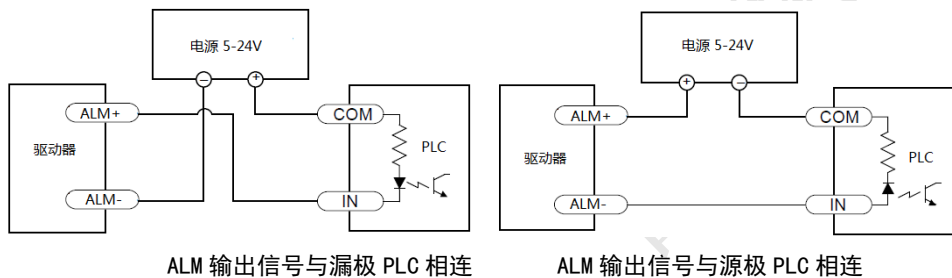 电源 5-24V
− +
ALM+
驱动器
ALM-
COM
PLC
IN
ALM 输出信号与漏极 PLC 相连
电源 5-24V
+ −
ALM+
驱动器
ALM-
COM
PLC
IN
ALM 输出信号与源极 PLC 相连